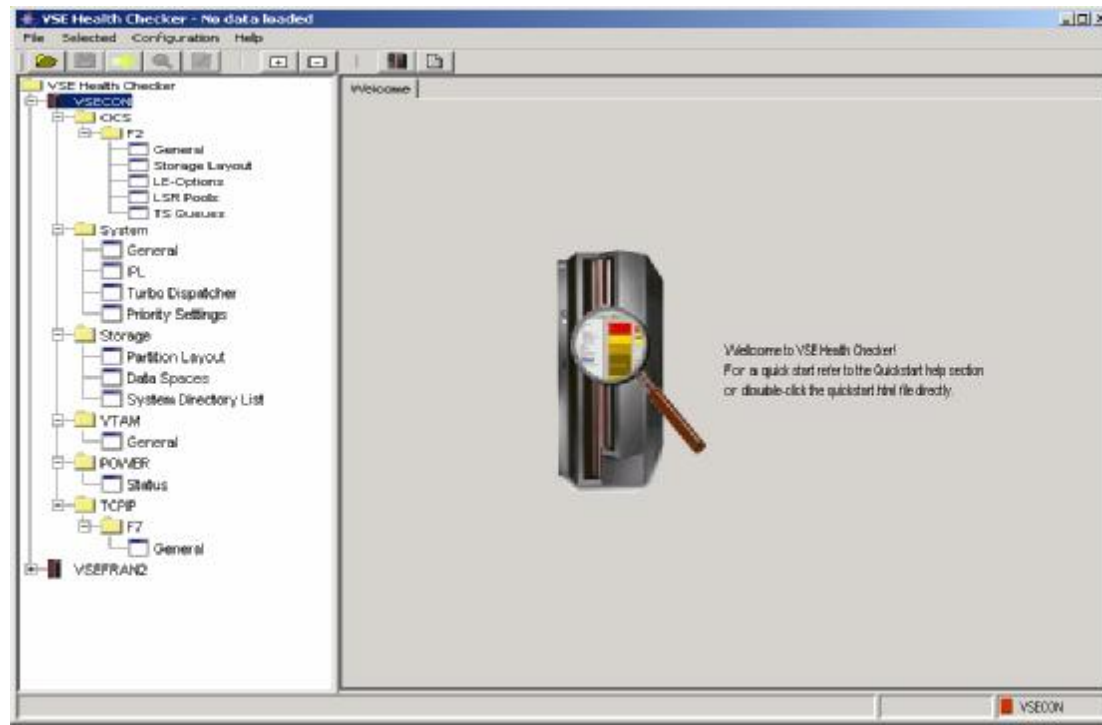 VSE Health Checker - No data loaded
File Selected Configuration Help
VSE Health Checker
VSECON
CICS
F2
General
Storage Layout
LE-Options
LSR Pools
TS Queues
System
General
IPL
Turbo Dispatcher
Priority Settings
Storage
Partition Layout
Data Spaces
System Directory List
VTAM
General
POWER
Status
TCPIP
F7
General
VSEFRAN2
Welcome
Welcome to VSE Health Checker!
For a quick start refer to the Quickstart help section
or double-click the quickstart.html file directly.
VSECON